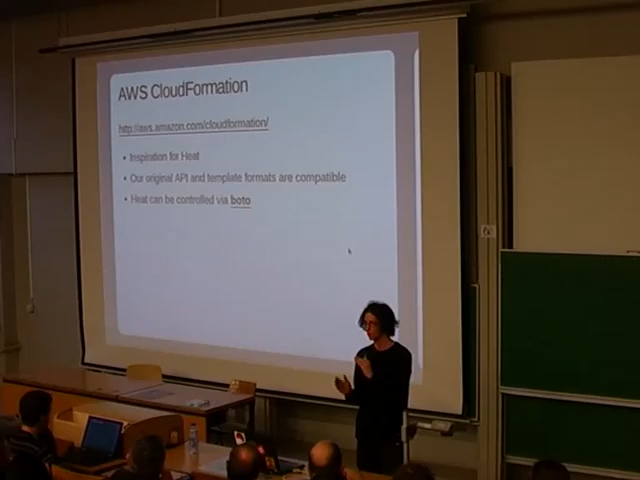 AWS CloudFormation
http://aws.amazon.com/cloudformation/
• Inspiration for Heat
• Our original API and template formats are compatible
• Heat can be controlled via boto